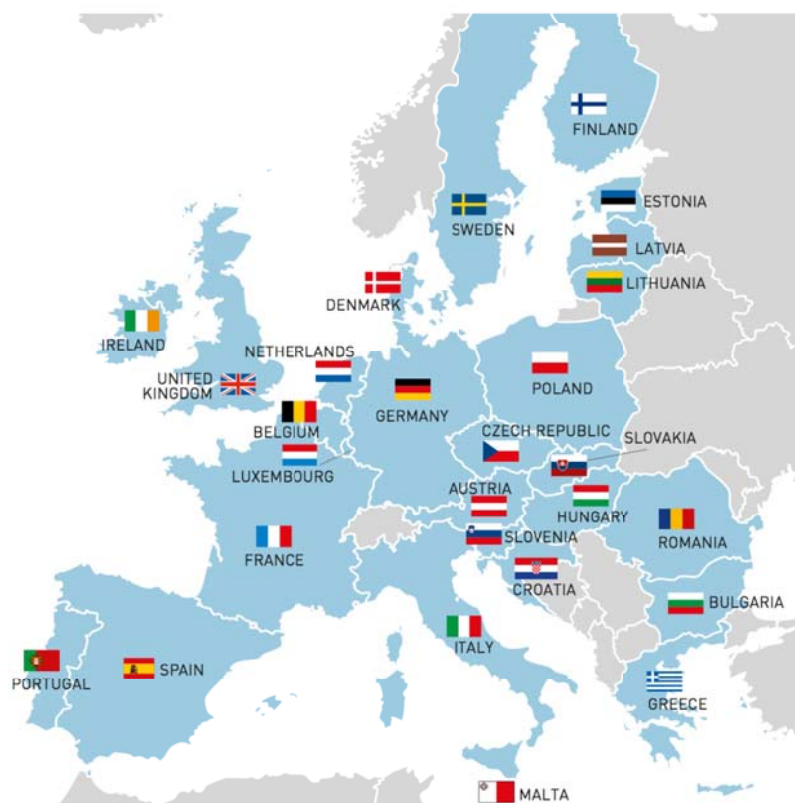 FINLAND
ESTONIA
SWEDEN
LATVIA
LITHUANIA
DENMARK
IRELAND
NETHERLANDS
UNITED
KINGDOM
POLAND
GERMANY
BELGIUM
CZECH REPUBLIC
SLOVAKIA
LUXEMBOURG
AUSTRIA
HUNGARY
SLOVENIA
ROMANIA
FRANCE
CROATIA
BULGARIA
ITALY
SPAIN
PORTUGAL
GREECE
MALTA